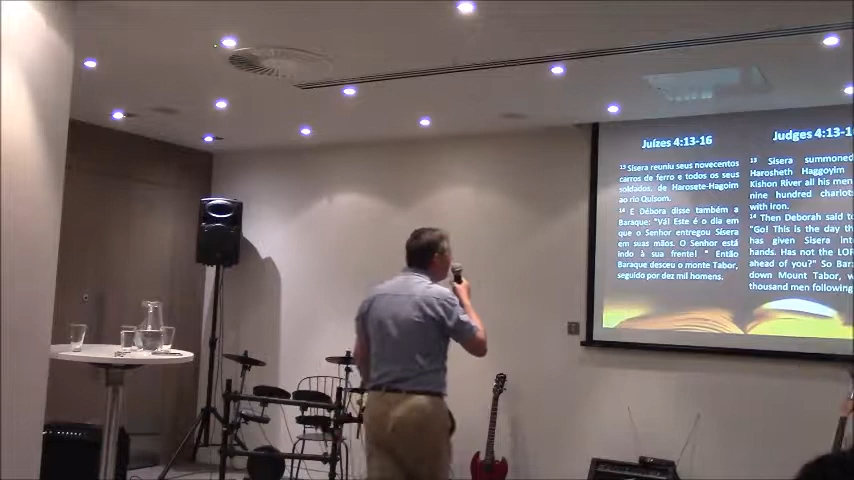 Juízes 4:13-16
13 Sísera reuniu seus novecentos
carros de ferro e todos os seus
soldados, de Harosete-Hagoim
ao rio Quisom.
14 E Débora disse também a
Baraque: "Vá! Este é o dia em
que o Senhor entregou Sísera
em suas mãos. O Senhor está
indo à sua frente! " Então
Baraque desceu o monte Tabor,
seguido por dez mil homens.
Judges 4:13-16
13 Sisera summoned
Harosheth Haggoyim
Kishon River all his men
nine hundred chariots
with iron.
14 Then Deborah said to
"Go! This is the day th
has given Sisera into
hands. Has not the LOR
ahead of you?" So Bara
down Mount Tabor, w
thousand men following